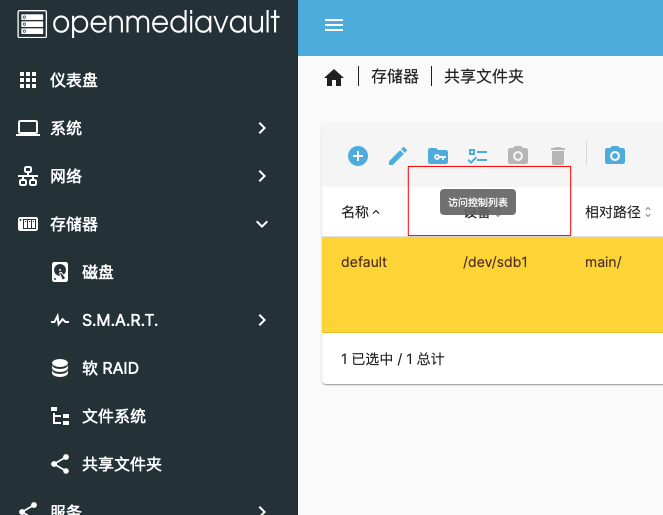 openmediavault
仪表盘
系统
网络
存储器
磁盘
S.M.A.R.T.
软 RAID
文件系统
共享文件夹
服务
存储器 共享文件夹
访问控制列表
名称 相对路径
default /dev/sdb1 main/
1 已选中 / 1 总计